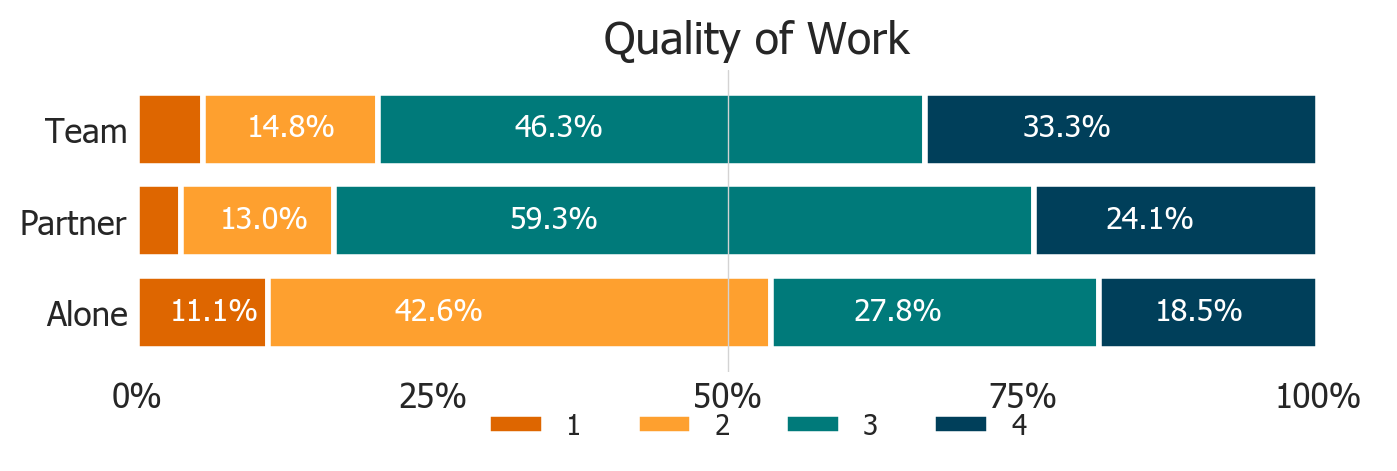 Quality of Work
Team 14.8% 46.3% 33.3%
Partner 13.0% 59.3% 24.1%
Alone 11.1% 42.6% 27.8% 18.5%
0% 25% 50% 75% 100%
1 2 3 4